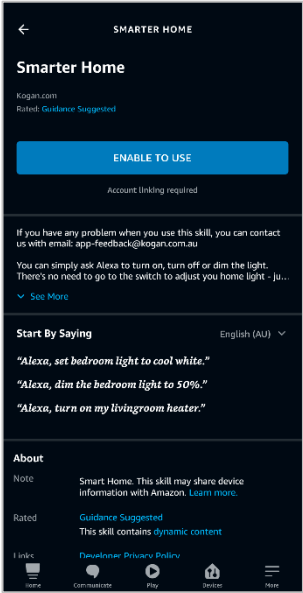 SMARTER HOME
Smarter Home
Kogan.com
Rated: Guidance Suggested
ENABLE TO USE
Account linking required
If you have any problem when you use this skill, you can contact
us with email: app-feedback@kogan.com.au
You can simply ask Alexa to turn on, turn off or dim the light.
There's no need to go to the switch to adjust you home light - ju...
See More
Start By Saying English (AU)
“Alexa, set bedroom light to cool white.”
“Alexa, dim the bedroom light to 50%.”
“Alexa, turn on my livingroom heater.”
About
Note Smart Home. This skill may share device
information with Amazon. Learn more.
Rated Guidance Suggested
This skill contains dynamic content
Links Developer Privacy Policy
Home Communicate Play Devices More